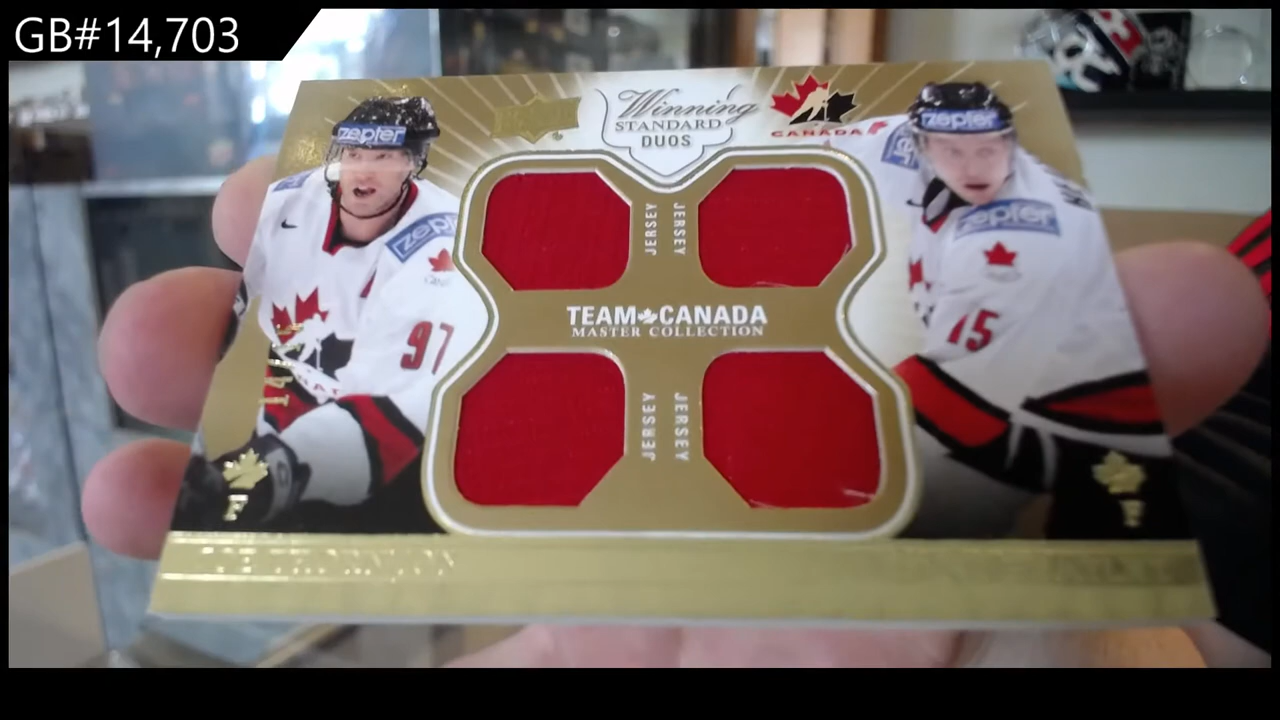 GB#14,703
Winning
STANDARD
DUOS
CANADA
zepter
zepter
zepter
zepter
JERSEY
JERSEY
TEAM CANADA
MASTER COLLECTION
97
15
JERSEY
JERSEY
F
F